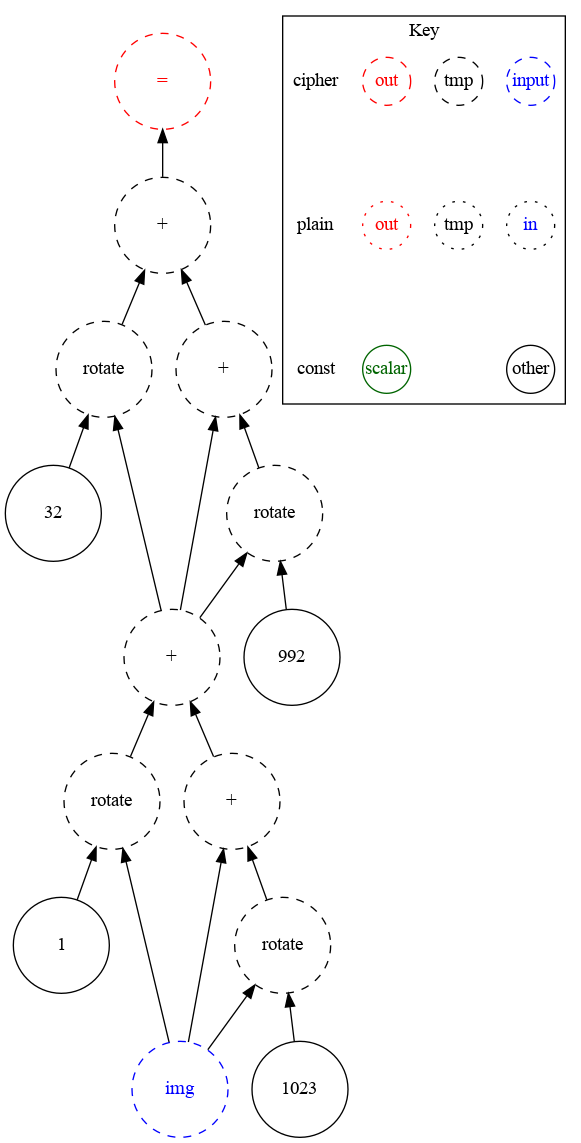 Key
cipher out tmp input
plain out tmp in
const scalar other
=
+
rotate +
32 rotate
+ 992
rotate +
1 rotate
img 1023